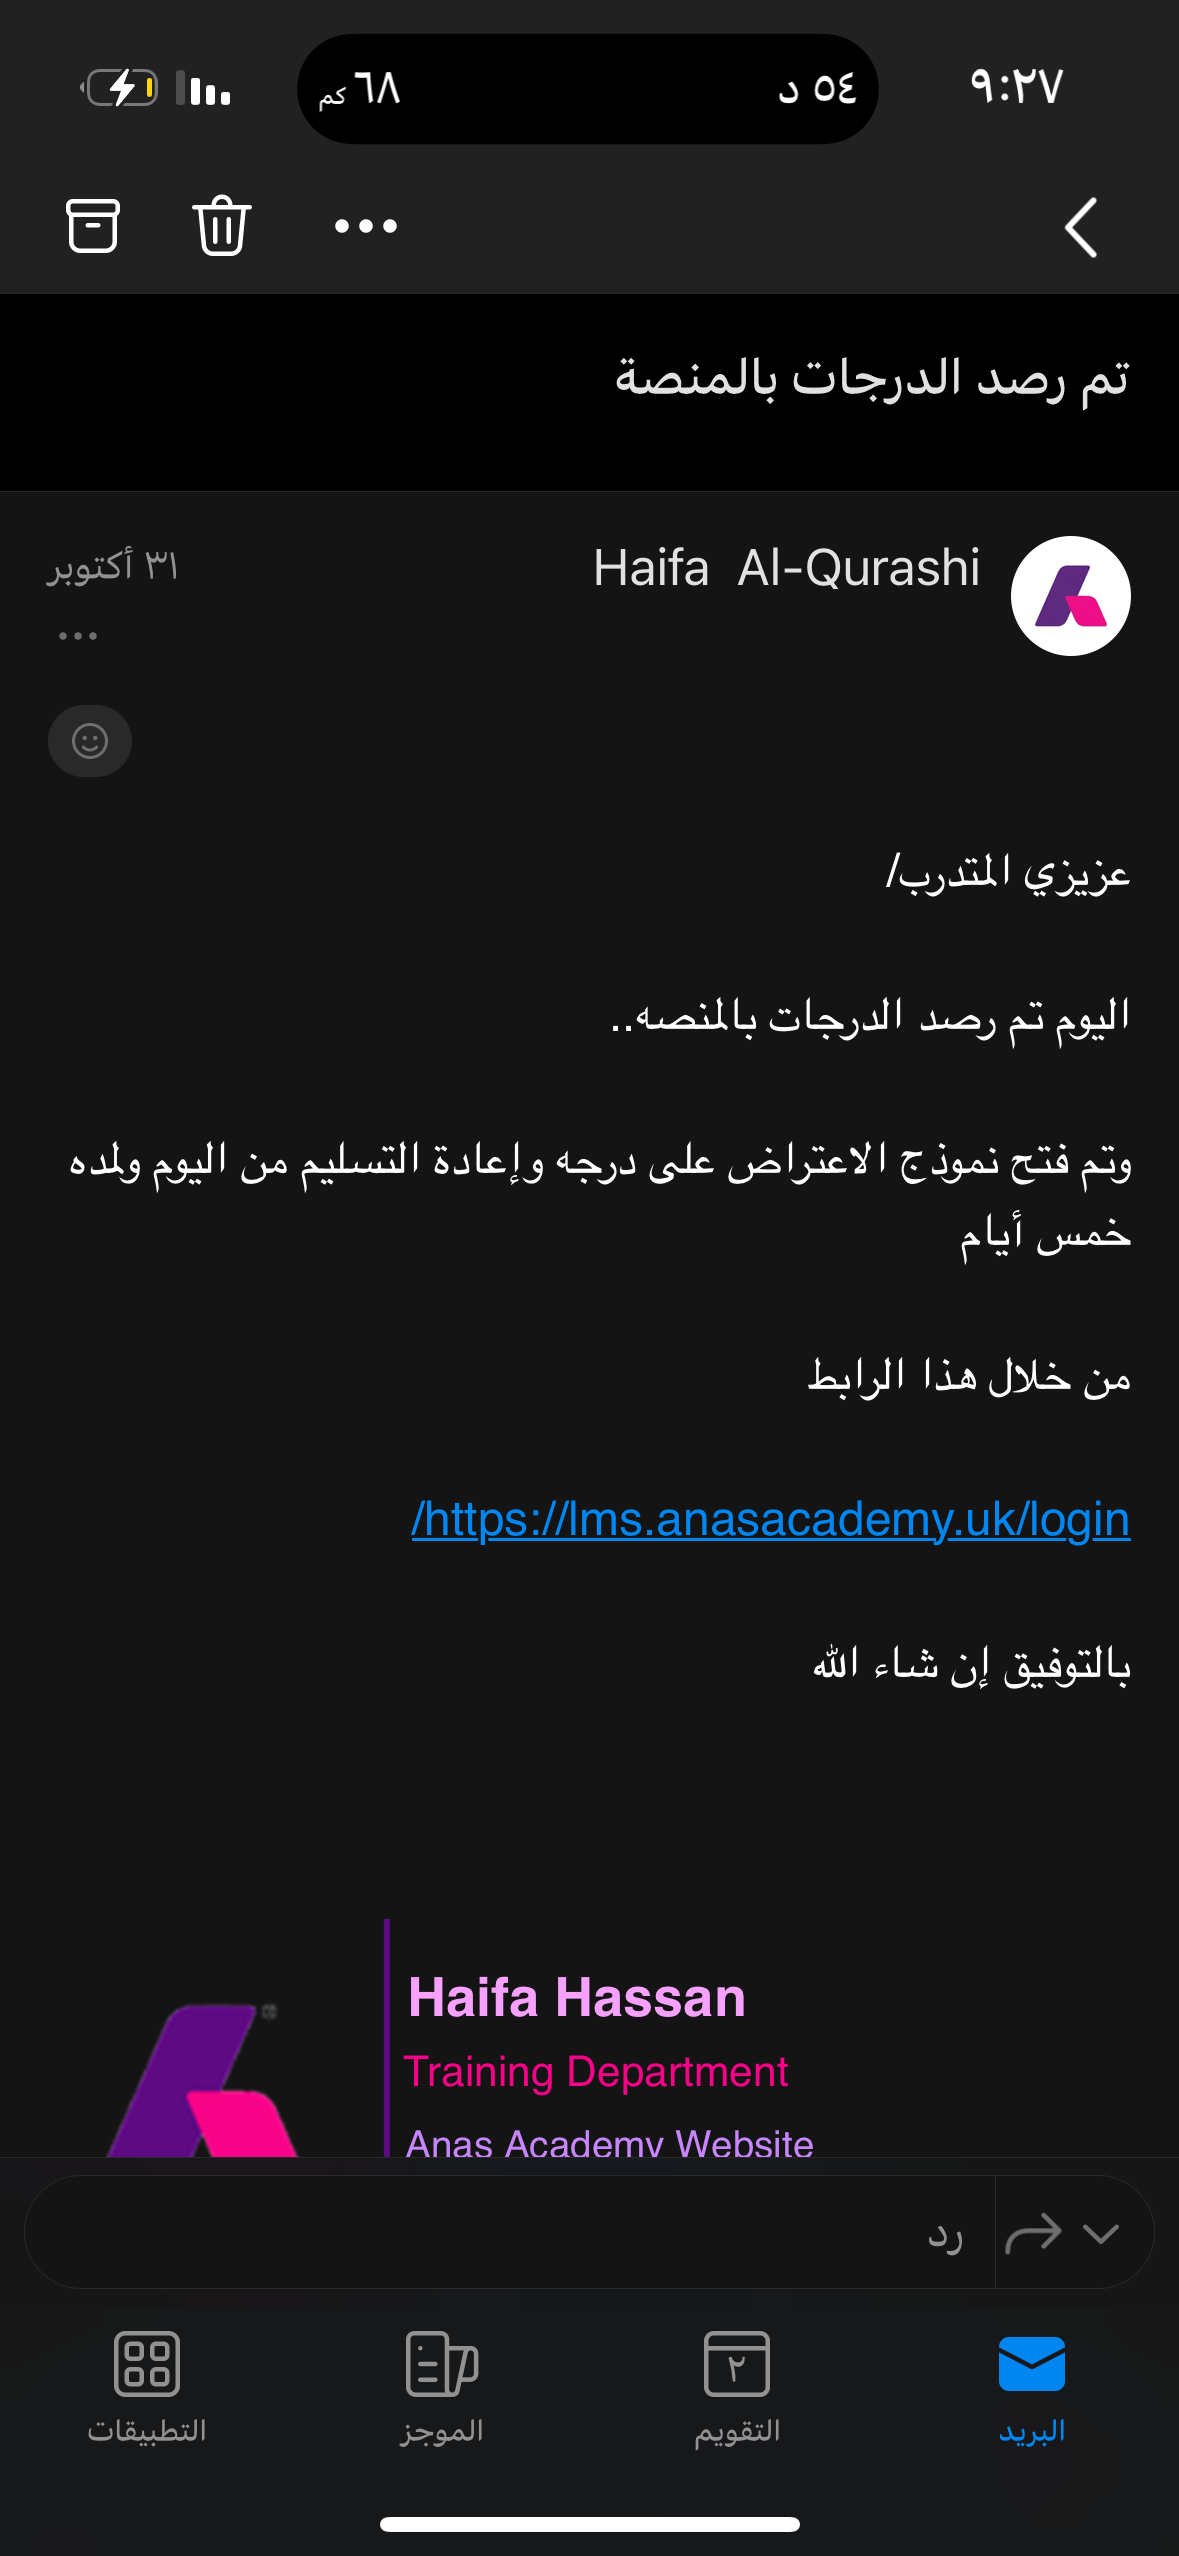 ٩:٢٧
٥٤ د
٦٨ كم
تم رصد الدرجات بالمنصة
Haifa Al-Qurashi
٣١ أكتوبر
عزيزي المتدرب/
اليوم تم رصد الدرجات بالمنصه..
وتم فتح نموذج الاعتراض على درجه وإعادة التسليم من اليوم ولمده
خمس أيام
من خلال هذا الرابط
https://lms.anasacademy.uk/login/
بالتوفيق إن شاء الله
Haifa Hassan
Training Department
Anas Academy Website
رد
البريد
٢
التقويم
الموجز
التطبيقات